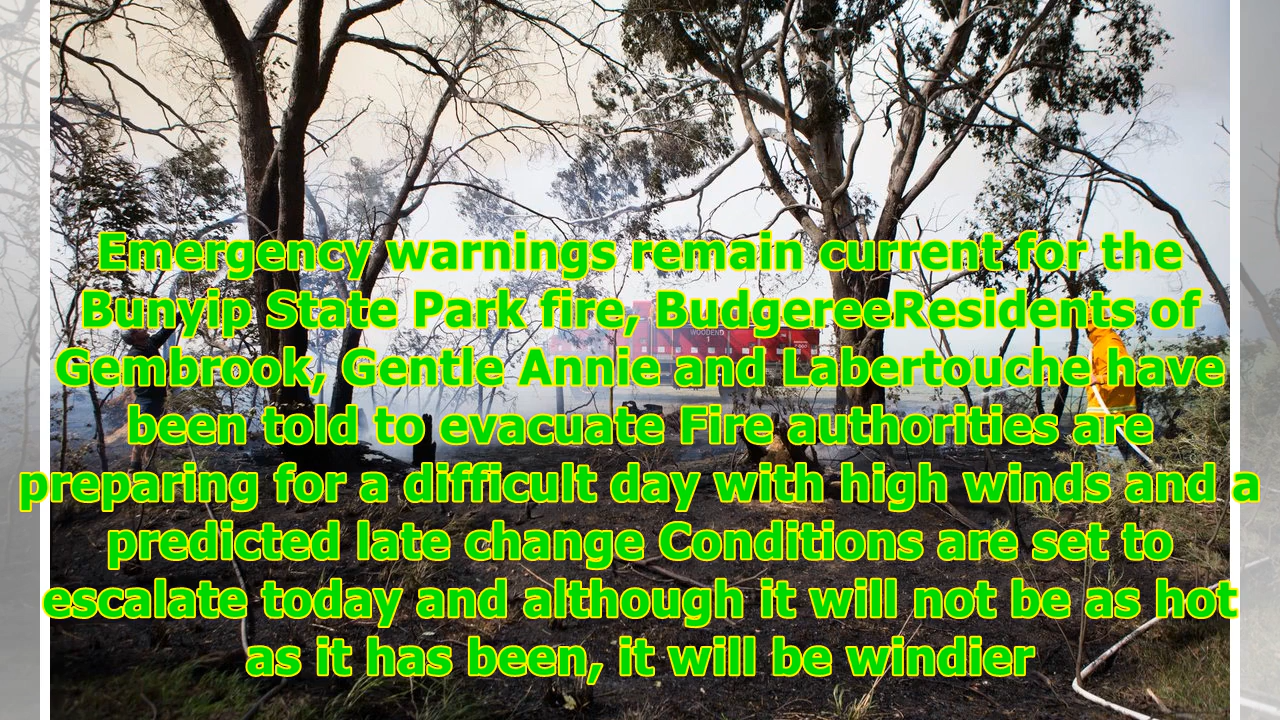 Emergency warnings remain current for the
Bunyip State Park fire, BudgereeResidents of
WOODEND
Gembrook, Gentle Annie and Labertouche have
been told to evacuate Fire authorities are
preparing for a difficult day with high winds and a
predicted late change Conditions are set to
escalate today and although it will not be as hot
as it has been, it will be windier